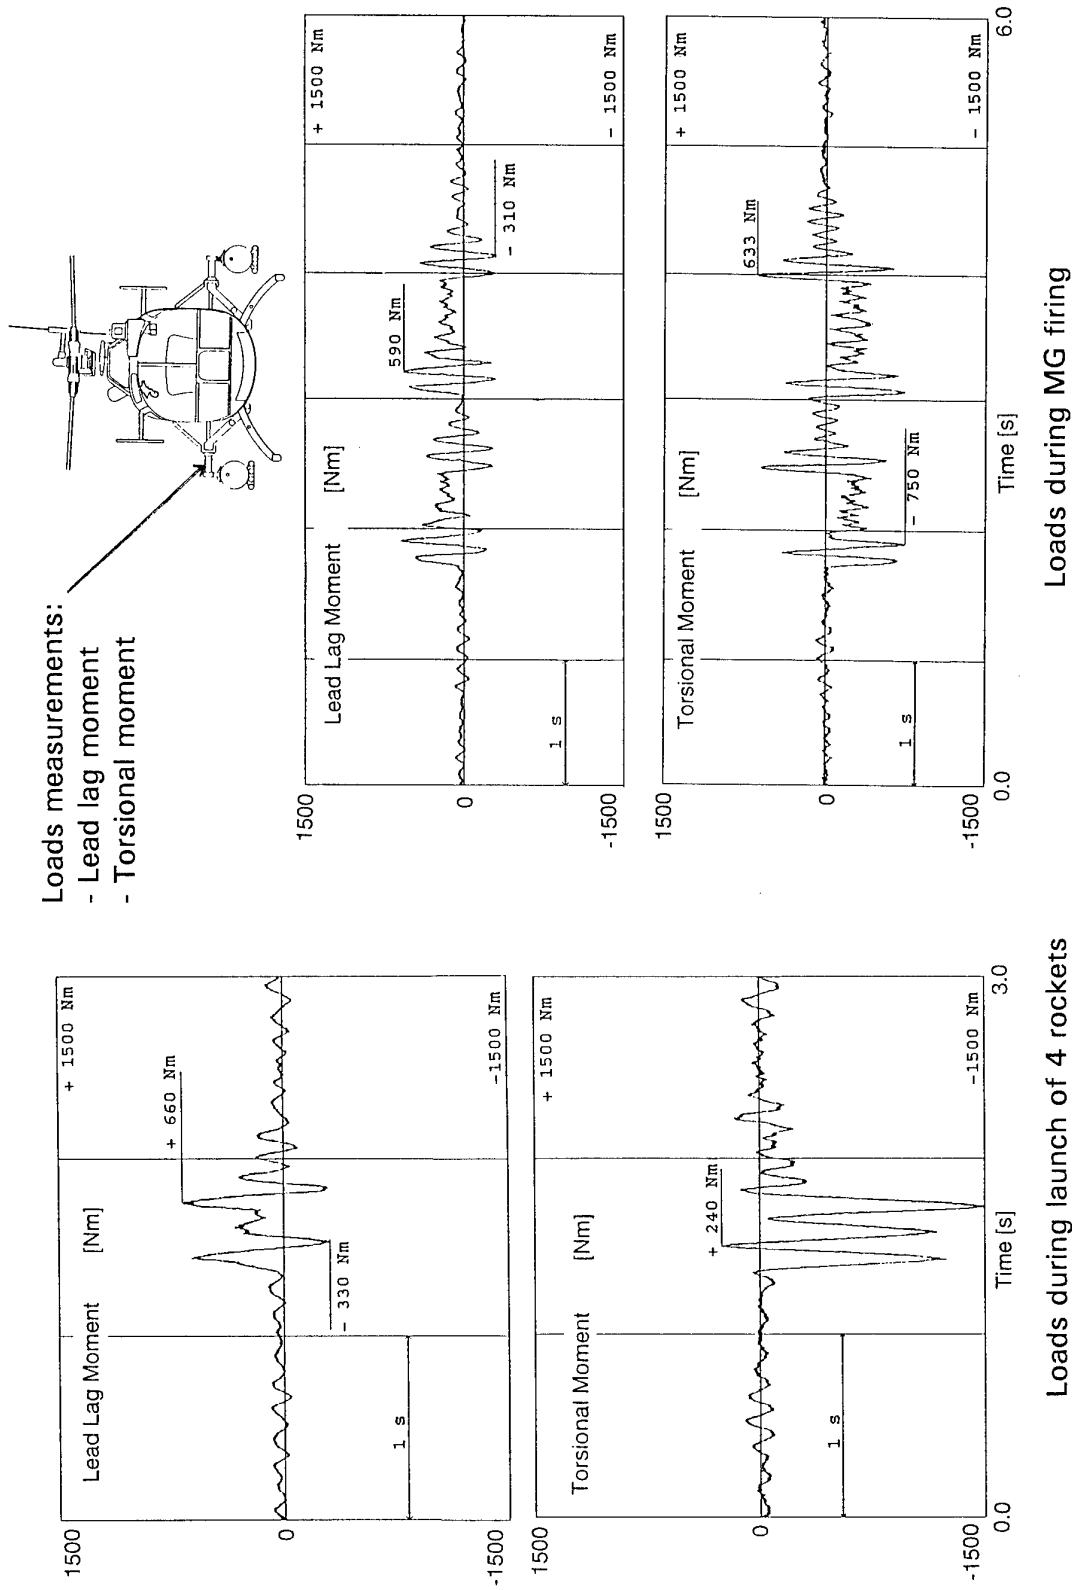 Loads measurements:
- Lead lag moment
- Torsional moment
1500
0
-1500
Lead Lag Moment [Nm]
+ 1500 Nm
+ 660 Nm
- 330 Nm
-1500 Nm
1 s
1500
0
-1500
Torsional Moment [Nm]
+ 1500 Nm
+ 240 Nm
-1500 Nm
1 s
0.0
Time [s]
3.0
Loads during launch of 4 rockets
1500
0
-1500
Lead Lag Moment [Nm]
+ 1500 Nm
590 Nm
- 310 Nm
- 1500 Nm
1 s
1500
0
-1500
Torsional Moment [Nm]
+ 1500 Nm
633 Nm
- 750 Nm
- 1500 Nm
1 s
0.0
Time [s]
6.0
Loads during MG firing